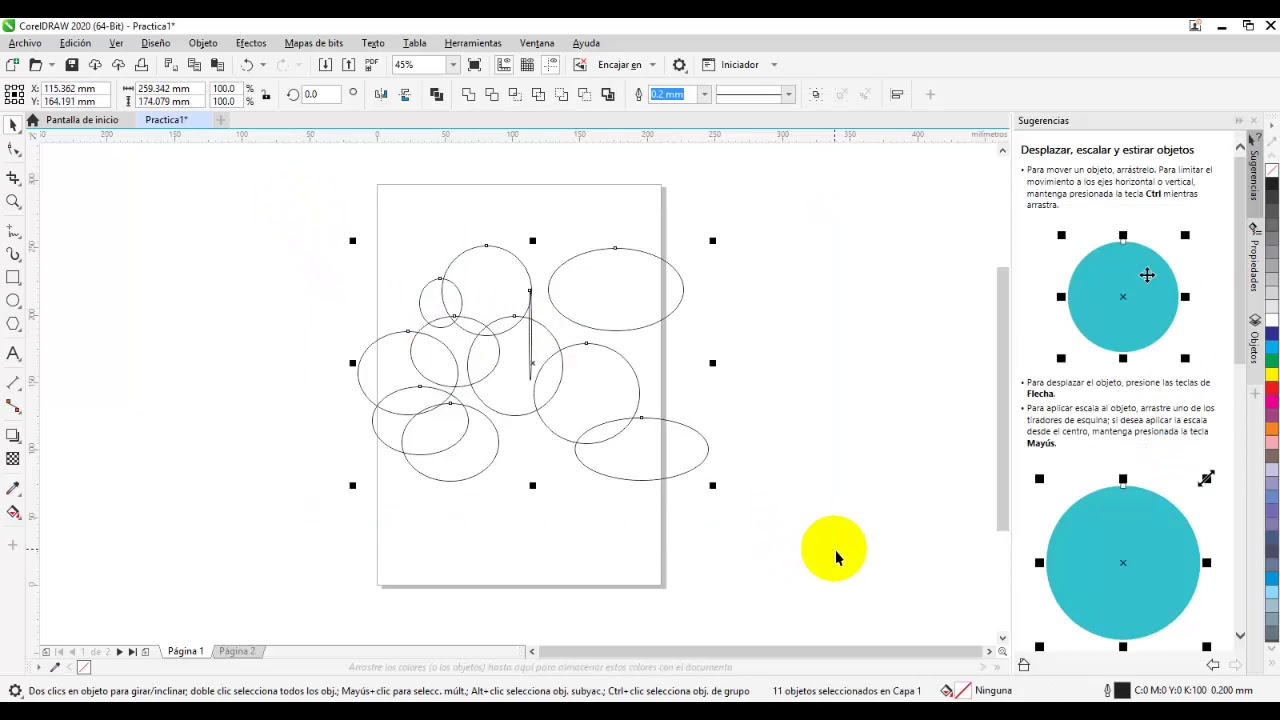 CorelDRAW 2020 (64-Bit) - Practica1*
Archivo Edición Ver Diseño Objeto Efectos Mapas de bits Texto Tabla Herramientas Ventana Ayuda
PDF 45% Encajar en Iniciador
X: 115.362 mm 259.342 mm 100.0 % 0.0 ° 0.2 mm
Y: 164.191 mm 174.079 mm 100.0 %
Pantalla de inicio Practica1* Sugerencias
200 150 100 50 0 50 100 150 200 250 300 350 400 milímetros
Desplazar, escalar y estirar objetos
• Para mover un objeto, arrástrelo. Para limitar el
movimiento a los ejes horizontal o vertical,
mantenga presionada la tecla Ctrl mientras
arrastra.
• Para desplazar el objeto, presione las teclas de
Flecha.
• Para aplicar escala al objeto, arrastre uno de los
tiradores de esquina; si desea aplicar la escala
desde el centro, mantenga presionada la tecla
Mayús.
Sugerencias
Propiedades
Objetos
300
250
200
150
100
50
0
1 de 2 Página 1 Página 2
Arrastre los colores (o los objetos) hasta aquí para almacenar estos colores con el documento
Dos clics en objeto para girar/inclinar; doble clic selecciona todos los obj.; Mayús+clic para selecc. múlt.; Alt+clic selecciona obj. subyac.; Ctrl+clic selecciona obj. de grupo 11 objetos seleccionados en Capa 1 Ninguna C:0 M:0 Y:0 K:100 0.200 mm